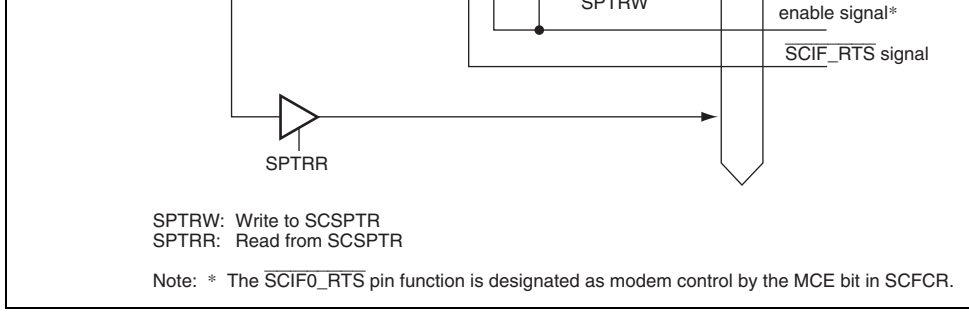 SPTRW
enable signal*
SCIF_RTS signal
SPTRR
SPTRW: Write to SCSPTR
SPTRR: Read from SCSPTR
Note: * The SCIF0_RTS pin function is designated as modem control by the MCE bit in SCFCR.